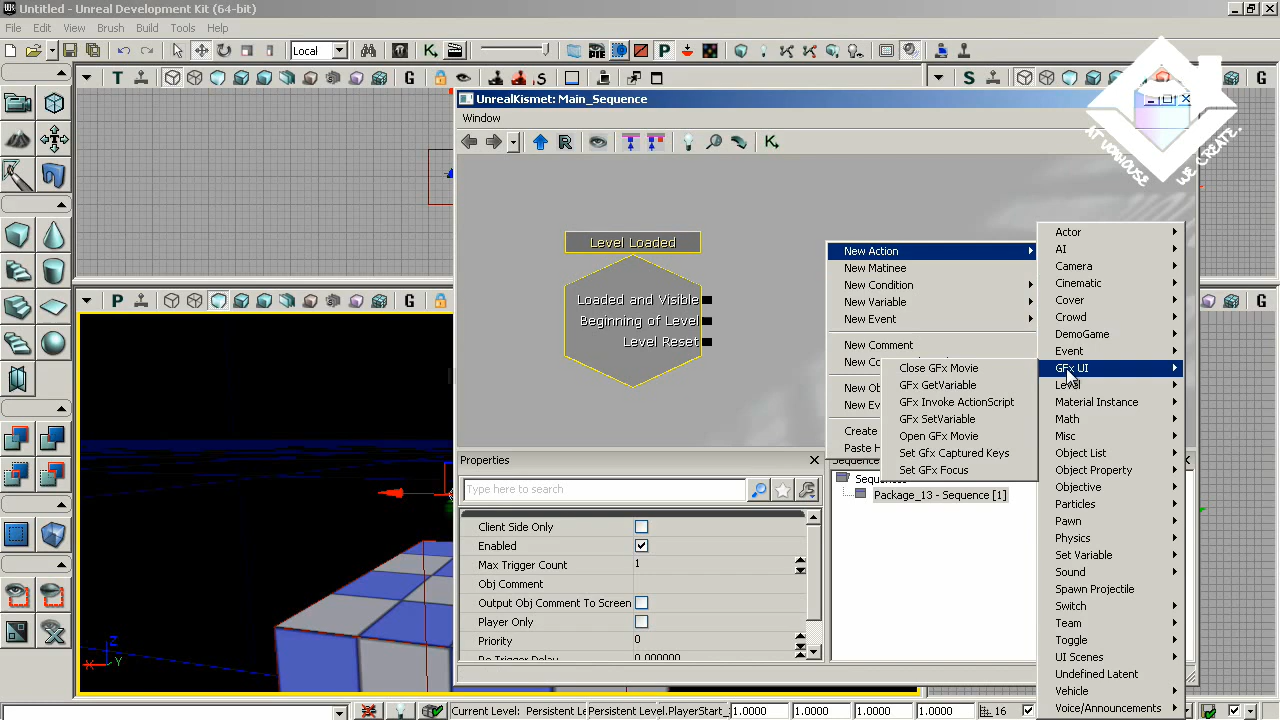 Untitled - Unreal Development Kit (64-bit)
File Edit View Brush Build Tools Help
Local
T G S G
UnrealKismet: Main_Sequence
Window
R K
AT VONHOUSE WE CREATE.
Level Loaded
Loaded and Visible
Beginning of Level
Level Reset
P G G
New Action
New Matinee
New Condition
New Variable
New Event
New Comment
New Co
New Ob
New Ev
Create
Paste H
Close GFx Movie
GFx GetVariable
GFx Invoke ActionScript
GFx SetVariable
Open GFx Movie
Set GFx Captured Keys
Set GFx Focus
Actor
AI
Camera
Cinematic
Cover
Crowd
DemoGame
Event
GFx UI
Level
Material Instance
Math
Misc
Object List
Object Property
Objective
Particles
Pawn
Physics
Set Variable
Sound
Spawn Projectile
Switch
Team
Toggle
UI Scenes
Undefined Latent
Vehicle
Voice/Announcements
Properties
Type here to search
Client Side Only
Enabled
Max Trigger Count 1
Obj Comment
Output Obj Comment To Screen
Player Only
Priority 0
Re Trigger Delay 0.000000
Sequences
Package_13 - Sequence [1]
Z
X Y
Current Level: Persistent Le Persistent Level.PlayerStart_ 1.0000 1.0000 1.0000 1.0000 16